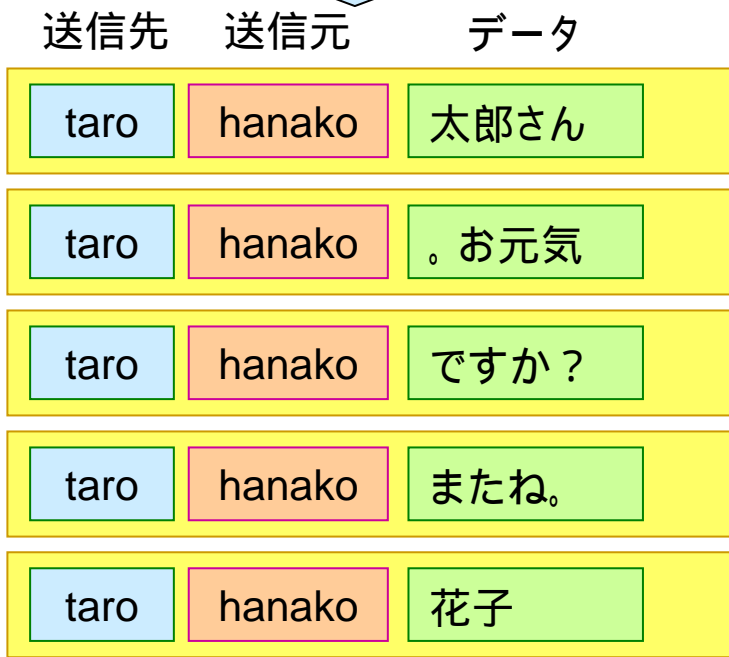 送信先 送信元 データ
taro hanako 太郎さん
taro hanako 。お元気
taro hanako ですか？
taro hanako またね。
taro hanako 花子